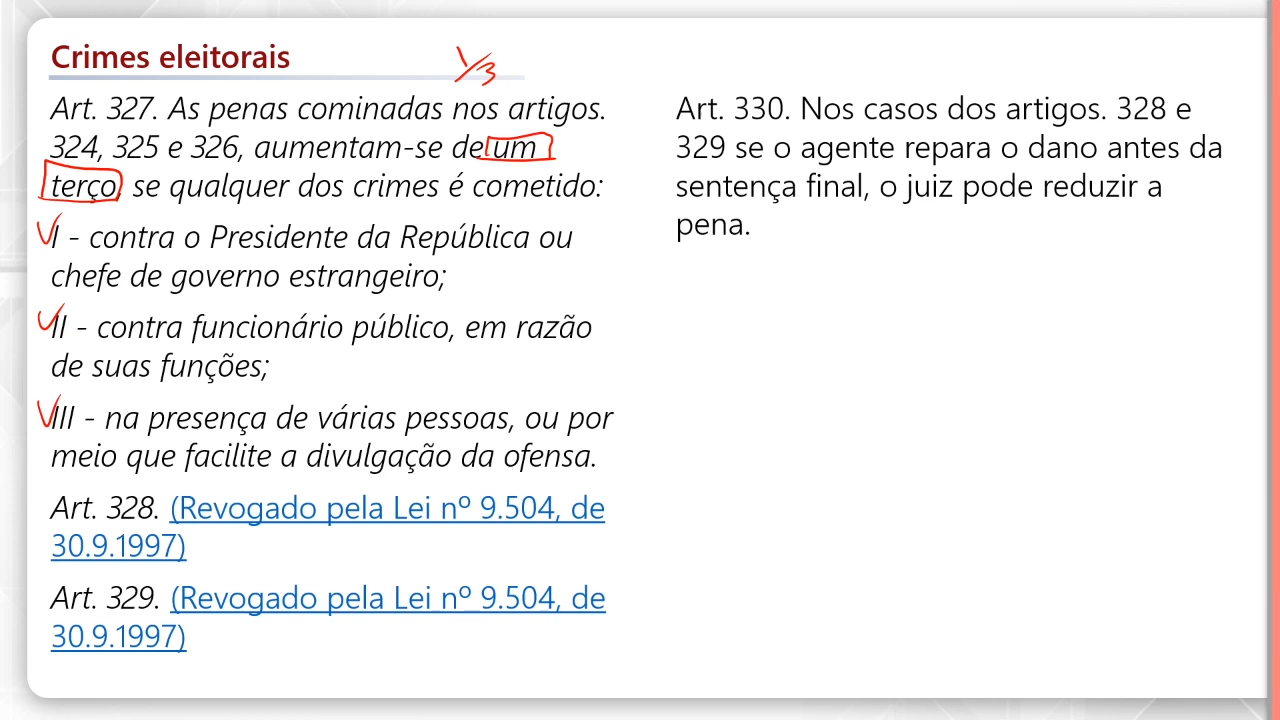 Crimes eleitorais
1/3
Art. 327. As penas cominadas nos artigos.
324, 325 e 326, aumentam-se de um
terço, se qualquer dos crimes é cometido:
I - contra o Presidente da República ou
chefe de governo estrangeiro;
II - contra funcionário público, em razão
de suas funções;
III - na presença de várias pessoas, ou por
meio que facilite a divulgação da ofensa.
Art. 328. (Revogado pela Lei nº 9.504, de
30.9.1997)
Art. 329. (Revogado pela Lei nº 9.504, de
30.9.1997)
Art. 330. Nos casos dos artigos. 328 e
329 se o agente repara o dano antes da
sentença final, o juiz pode reduzir a
pena.